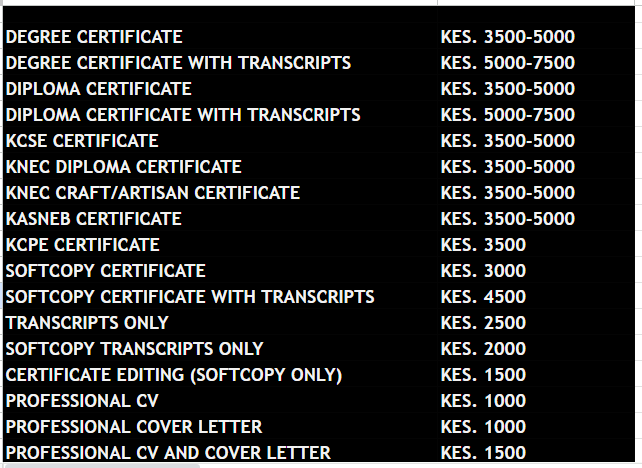 DEGREE CERTIFICATE KES. 3500-5000
DEGREE CERTIFICATE WITH TRANSCRIPTS KES. 5000-7500
DIPLOMA CERTIFICATE KES. 3500-5000
DIPLOMA CERTIFICATE WITH TRANSCRIPTS KES. 5000-7500
KCSE CERTIFICATE KES. 3500-5000
KNEC DIPLOMA CERTIFICATE KES. 3500-5000
KNEC CRAFT/ARTISAN CERTIFICATE KES. 3500-5000
KASNEB CERTIFICATE KES. 3500-5000
KCPE CERTIFICATE KES. 3500
SOFTCOPY CERTIFICATE KES. 3000
SOFTCOPY CERTIFICATE WITH TRANSCRIPTS KES. 4500
TRANSCRIPTS ONLY KES. 2500
SOFTCOPY TRANSCRIPTS ONLY KES. 2000
CERTIFICATE EDITING (SOFTCOPY ONLY) KES. 1500
PROFESSIONAL CV KES. 1000
PROFESSIONAL COVER LETTER KES. 1000
PROFESSIONAL CV AND COVER LETTER KES. 1500